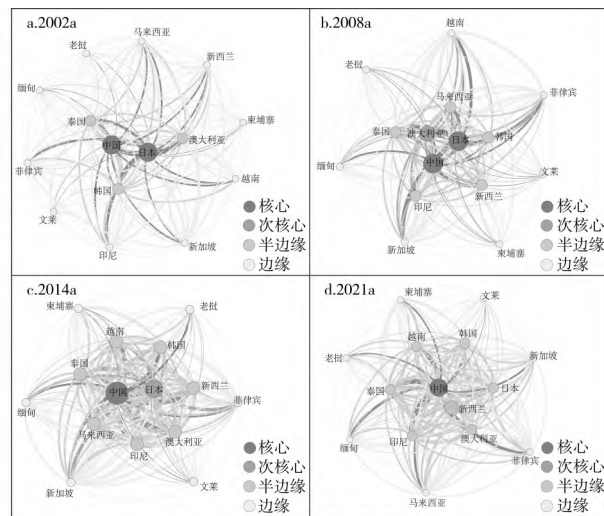 a.2002a
马来西亚
老挝
新西兰
缅甸
泰国
柬埔寨
中国
日本
澳大利亚
菲律宾
韩国
越南
文莱
印尼
新加坡
核心
次核心
半边缘
边缘
b.2008a
越南
老挝
马来西亚
菲律宾
泰国
澳大利亚
日本
韩国
缅甸
中国
文莱
印尼
新西兰
新加坡
柬埔寨
核心
次核心
半边缘
边缘
c.2014a
柬埔寨
老挝
越南
韩国
泰国
中国
日本
新西兰
缅甸
菲律宾
马来西亚
澳大利亚
印尼
新加坡
文莱
核心
次核心
半边缘
边缘
d.2021a
柬埔寨
文莱
越南
韩国
老挝
新加坡
泰国
中国
日本
新西兰
缅甸
印尼
澳大利亚
菲律宾
马来西亚
核心
次核心
半边缘
边缘